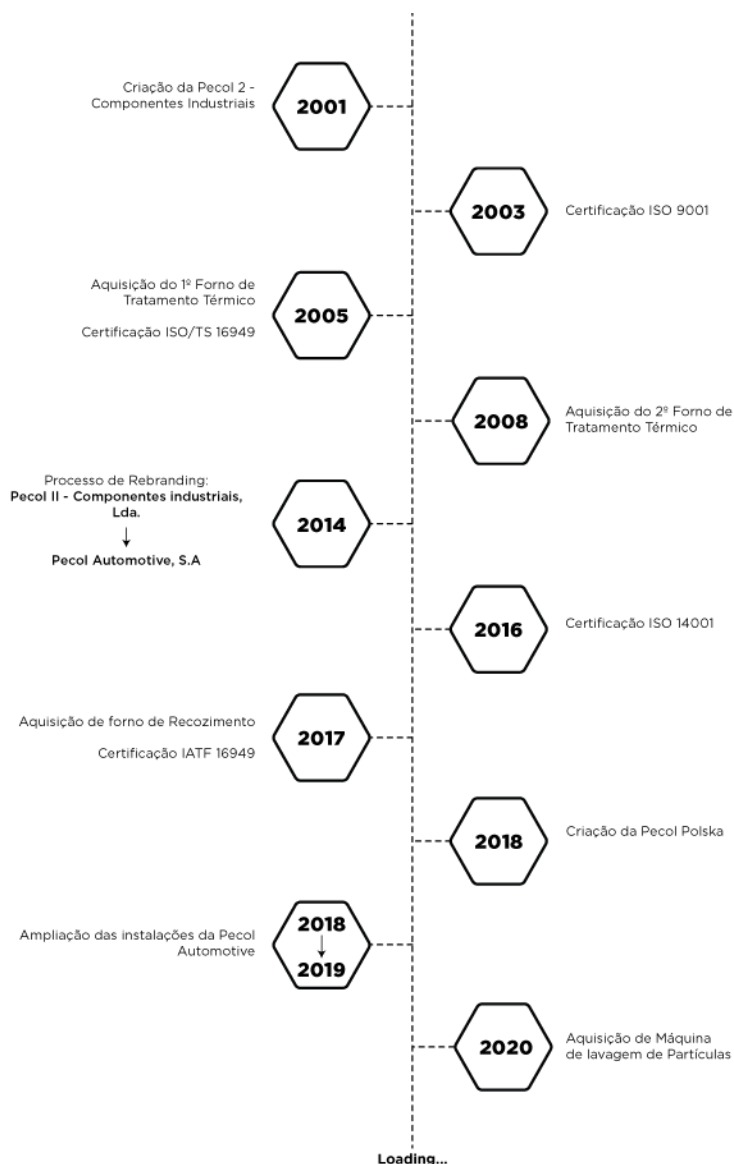 Criação da Pecol 2 -
Componentes Industriais
2001
2003
Certificação ISO 9001
Aquisição do 1º Forno de
Tratamento Térmico
Certificação ISO/TS 16949
2005
2008
Aquisição do 2º Forno de
Tratamento Térmico
Processo de Rebranding:
Pecol II - Componentes industriais,
Lda.
Pecol Automotive, S.A
2014
2016
Certificação ISO 14001
Aquisição de forno de Recozimento
Certificação IATF 16949
2017
2018
Criação da Pecol Polska
Ampliação das instalações da Pecol
Automotive
2018
2019
2020
Aquisição de Máquina
de lavagem de Partículas
Loading...